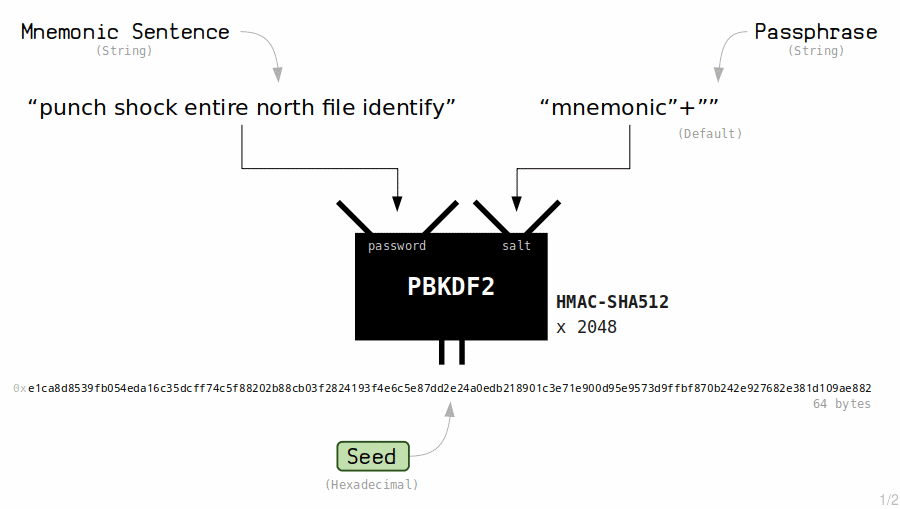 Mnemonic Sentence
(String)
Passphrase
(String)
“punch shock entire north file identify”
“mnemonic”+””
(Default)
password
salt
PBKDF2
HMAC-SHA512
x 2048
0xe1ca8d8539fb054eda16c35dcff74c5f88202b88cb03f2824193f4e6c5e87dd2e24a0edb218901c3e71e900d95e9573d9ffbf870b242e927682e381d109ae882
64 bytes
Seed
(Hexadecimal)
1/2